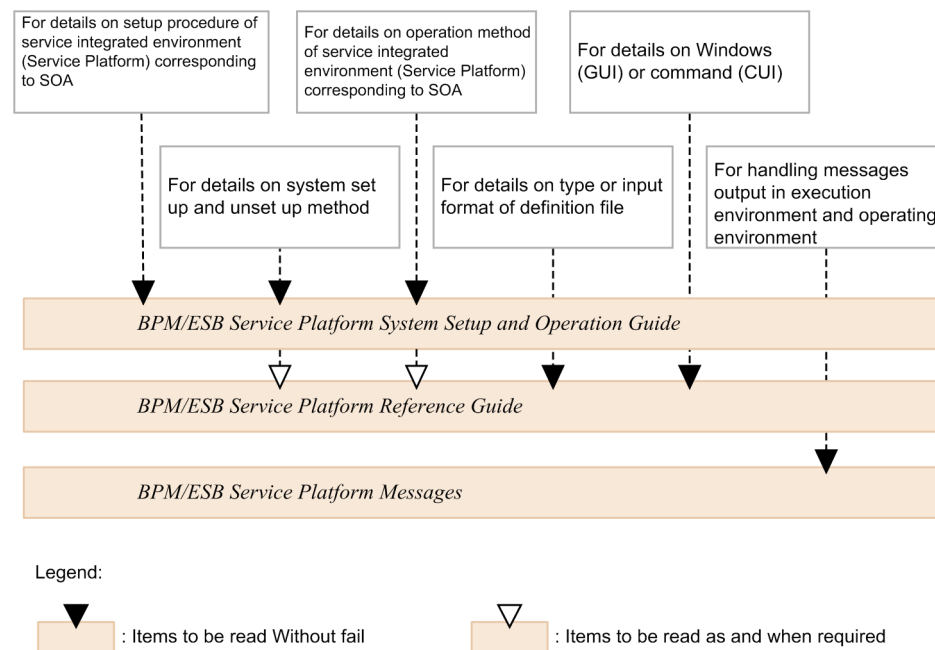 For details on setup procedure of
service integrated environment
(Service Platform) corresponding
to SOA
For details on operation method
of service integrated
environment (Service Platform)
corresponding to SOA
For details on Windows
(GUI) or command (CUI)
For details on system set
up and unset up method
For details on type or input
format of definition file
For handling messages
output in execution
environment and operating
environment
BPM/ESB Service Platform System Setup and Operation Guide
BPM/ESB Service Platform Reference Guide
BPM/ESB Service Platform Messages
Legend:
: Items to be read Without fail
: Items to be read as and when required